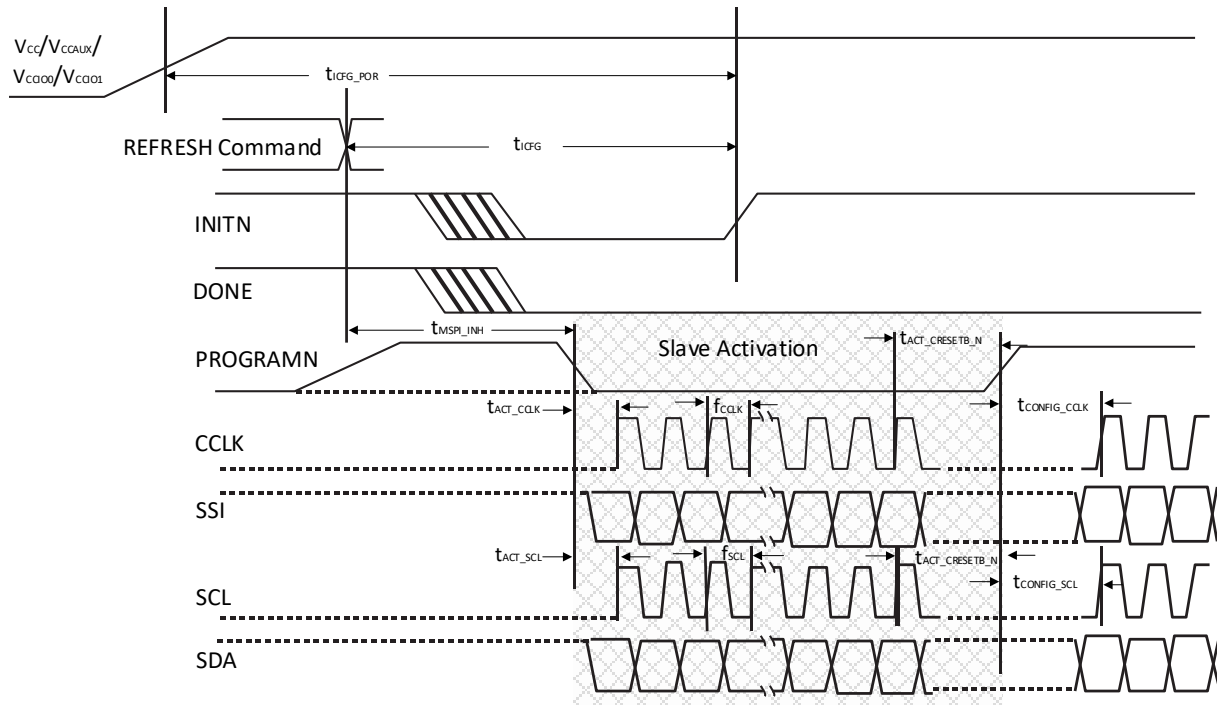 VCC/VCCAUX/
VCCIO0/VCCIO1
tICFG_POR
REFRESH Command
tICFG
INITN
DONE
tMSPI_INH
Slave Activation
tACT_CRESETB_N
PROGRAMN
tACT_CCLK
fCCLK
tCONFIG_CCLK
CCLK
SSI
tACT_SCL
fSCL
tACT_CRESETB_N
tCONFIG_SCL
SCL
SDA